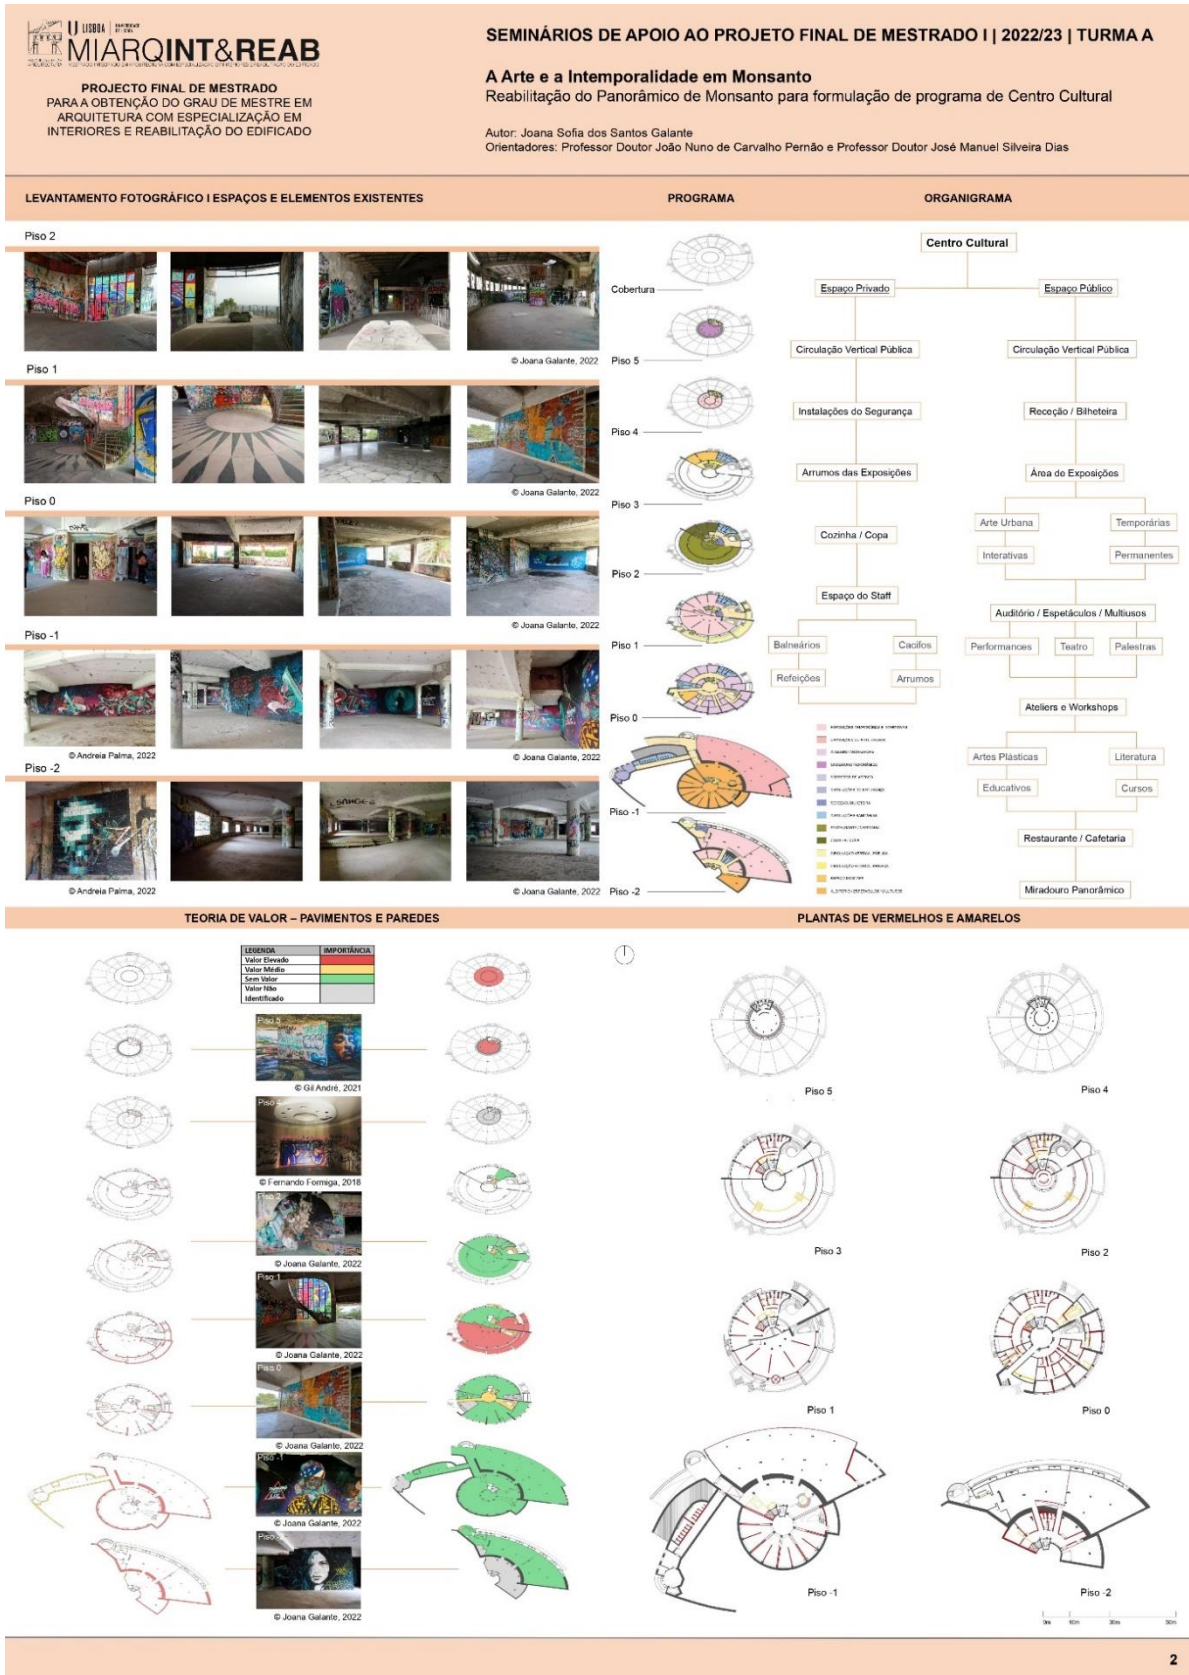 U LISBOA | UNIVERSIDADE DE LISBOA
MIARQINT&REAB
PROJECTO FINAL DE MESTRADO
PARA A OBTENÇÃO DO GRAU DE MESTRE EM
ARQUITETURA COM ESPECIALIZAÇÃO EM
INTERIORES E REABILITAÇÃO DO EDIFICADO
SEMINÁRIOS DE APOIO AO PROJETO FINAL DE MESTRADO I | 2022/23 | TURMA A
A Arte e a Intemporalidade em Monsanto
Reabilitação do Panorâmico de Monsanto para formulação de programa de Centro Cultural
Autor: Joana Sofia dos Santos Galante
Orientadores: Professor Doutor João Nuno de Carvalho Pernão e Professor Doutor José Manuel Silveira Dias
LEVANTAMENTO FOTOGRÁFICO I ESPAÇOS E ELEMENTOS EXISTENTES
Piso 2
© Joana Galante, 2022
Piso 1
© Joana Galante, 2022
Piso 0
© Joana Galante, 2022
Piso -1
© Andreia Palma, 2022
© Joana Galante, 2022
Piso -2
© Andreia Palma, 2022
© Joana Galante, 2022
PROGRAMA
Cobertura
Piso 5
Piso 4
Piso 3
Piso 2
Piso 1
Piso 0
Piso -1
Piso -2
ORGANIGRAMA
Centro Cultural
Espaço Privado
Espaço Público
Circulação Vertical Pública
Circulação Vertical Pública
Instalações do Segurança
Receção / Bilheteira
Arrumos das Exposições
Área de Exposições
Arte Urbana
Temporárias
Interativas
Permanentes
Cozinha / Copa
Espaço do Staff
Auditório / Espetáculos / Multiusos
Balneários
Cacifos
Performances
Teatro
Palestras
Refeições
Arrumos
Ateliers e Workshops
Artes Plásticas
Literatura
Educativos
Cursos
Restaurante / Cafetaria
Miradouro Panorâmico
TEORIA DE VALOR – PAVIMENTOS E PAREDES
LEGENDA IMPORTÂNCIA
Valor Elevado
Valor Médio
Sem Valor
Valor Não
Identificado
Piso 5
© Gil André, 2021
Piso 4
© Fernando Formiga, 2018
Piso 2
© Joana Galante, 2022
Piso 1
© Joana Galante, 2022
Piso 0
© Joana Galante, 2022
Piso -1
© Joana Galante, 2022
Piso -2
© Joana Galante, 2022
PLANTAS DE VERMELHOS E AMARELOS
Piso 5
Piso 4
Piso 3
Piso 2
Piso 1
Piso 0
Piso -1
Piso -2
0m 10m 30m 50m
2